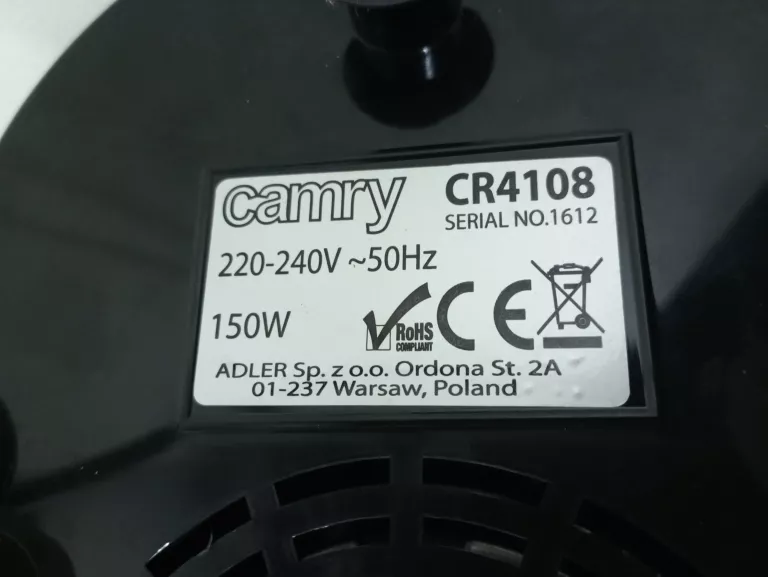 camry CR4108
SERIAL NO.1612
220-240V ~50Hz
150W RoHS COMPLIANT CE
ADLER Sp. z o.o. Ordona St. 2A
01-237 Warsaw, Poland